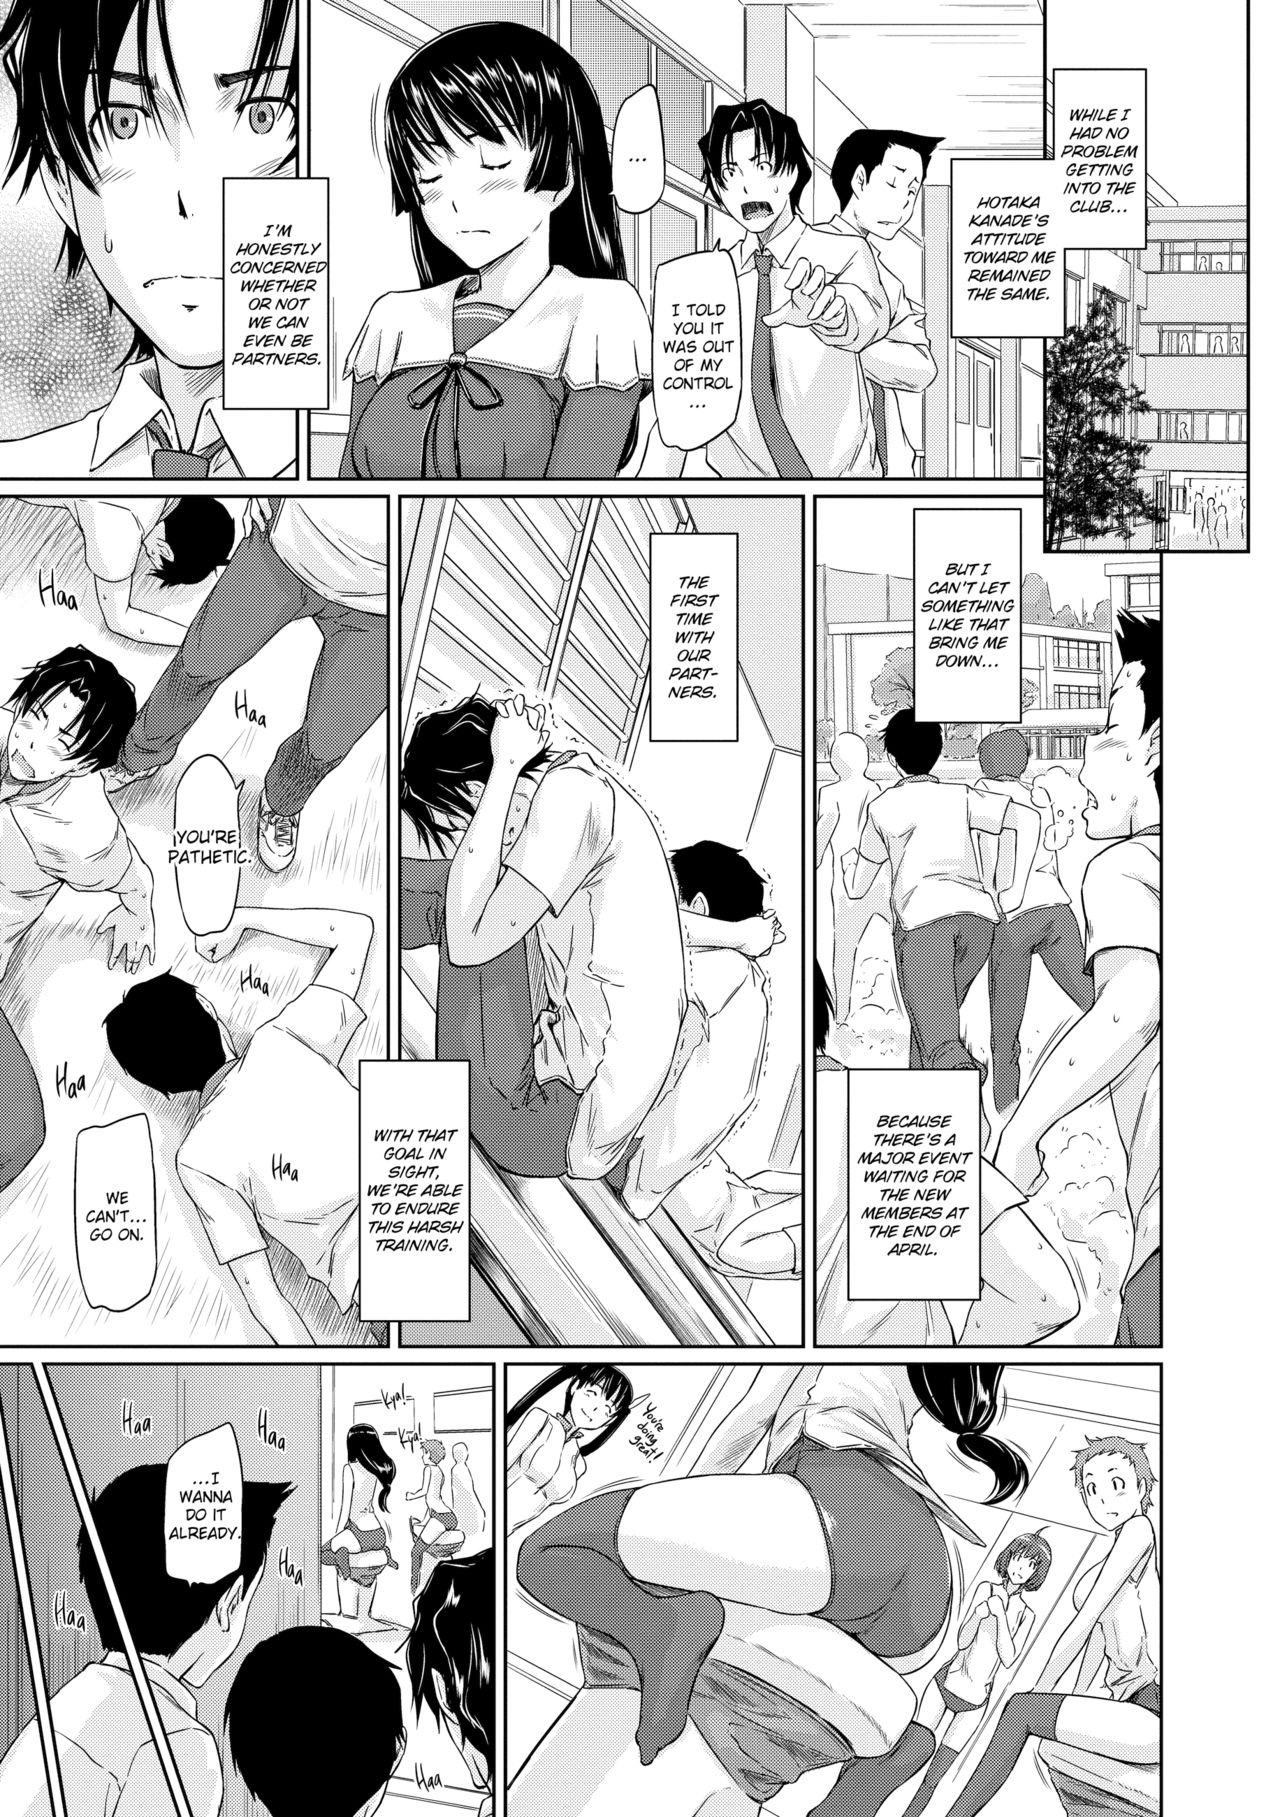 WHILE I
HAD NO
PROBLEM
GETTING
INTO THE
CLUB...
HOTAKA
KANADE'S
ATTITUDE
TOWARD ME
REMAINED
THE SAME.
I TOLD
YOU IT
WAS OUT
OF MY
CONTROL
...
...
I'M
HONESTLY
CONCERNED
WHETHER
OR NOT
WE CAN
EVEN BE
PARTNERS.
BUT I
CAN'T LET
SOMETHING
LIKE THAT
BRING ME
DOWN...
BECAUSE
THERE'S A
MAJOR EVENT
WAITING FOR
THE NEW
MEMBERS AT
THE END OF
APRIL.
THE
FIRST
TIME WITH
OUR
PART-
NERS.
WITH THAT
GOAL IN
SIGHT,
WE'RE ABLE
TO ENDURE
THIS HARSH
TRAINING.
Haa
Haa
YOU'RE
PATHETIC.
Haa
Haa
Haa
WE
CAN'T...
GO ON.
You're
doing
great!
Kya!
Kya!
Haa
Haa
...I
WANNA
DO IT
ALREADY.
Haa
Haa
Haa
Haa